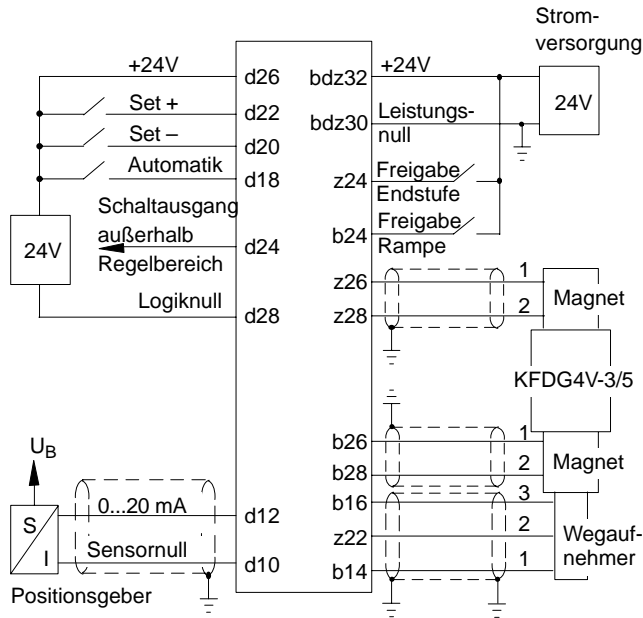 Strom-
versorgung
+24V
d26
bdz32
+24V
Set +
d22
24V
Set –
d20
bdz30
Leistungs-
null
Automatik
d18
z24
Freigabe
Endstufe
Schaltausgang
außerhalb
Regelbereich
d24
b24
Freigabe
Rampe
24V
Logiknull
d28
z26
1
z28
2
Magnet
KFDG4V-3/5
UB
b26
1
b28
2
Magnet
0...20 mA
d12
b16
3
S
I
z22
2
Wegauf-
nehmer
Sensornull
d10
b14
1
Positionsgeber